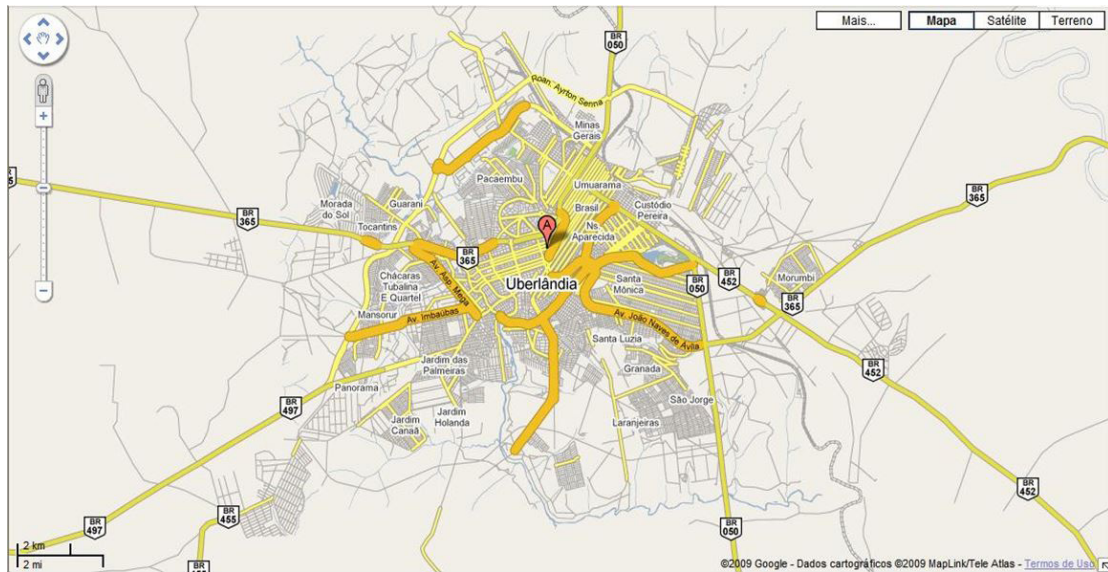 Mais...
Mapa
Satélite
Terreno
BR
050
Roan. Ayrton Senna
Minas
Gerais
Pacaembu
Umuarama
BR
365
Morada
do Sol
Guarani
Brasil
Custódio
Pereira
BR
365
Tocantins
A
Ns.
Aparecida
BR
365
Chácaras
Tubalina
E Quartel
Av. Asp. Mega
Uberlândia
Santa
Mônica
BR
050
BR
452
Morumbi
BR
365
Mansorur
Av. Imbaúbas
Av. João Naves de Ávila
Santa Luzia
Jardim das
Palmeiras
Granada
BR
452
Panorama
São Jorge
BR
497
Jardim
Canaã
Jardim
Holanda
Laranjeiras
BR
452
BR
497
BR
455
BR
050
2 km
2 mi
©2009 Google - Dados cartográficos ©2009 MapLink/Tele Atlas - Termos de Uso